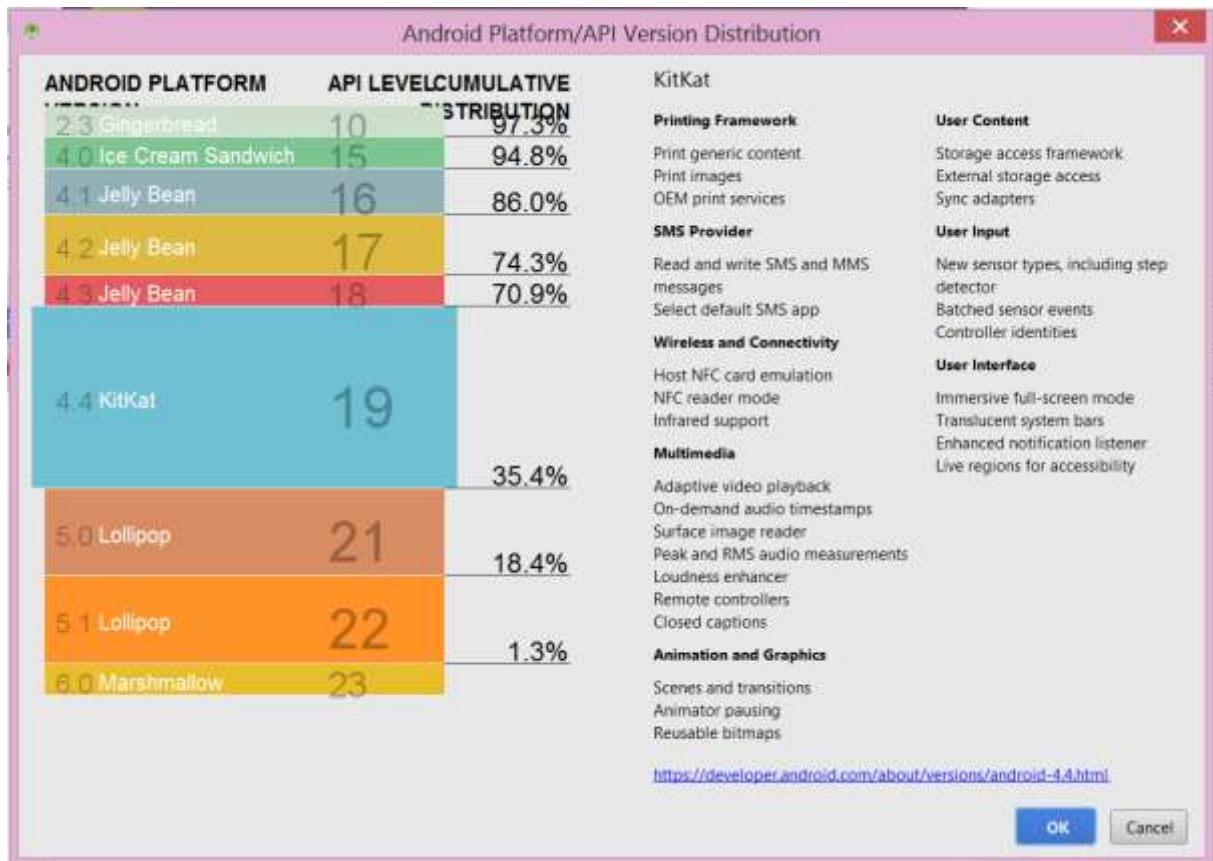 Android Platform/API Version Distribution
ANDROID PLATFORM
API LEVEL
CUMULATIVE
DISTRIBUTION
2.3 Gingerbread 10 97.3%
4.0 Ice Cream Sandwich 15 94.8%
4.1 Jelly Bean 16 86.0%
4.2 Jelly Bean 17 74.3%
4.3 Jelly Bean 18 70.9%
4.4 KitKat 19 35.4%
5.0 Lollipop 21 18.4%
5.1 Lollipop 22 1.3%
6.0 Marshmallow 23
KitKat
Printing Framework
Print generic content
Print images
OEM print services
SMS Provider
Read and write SMS and MMS
messages
Select default SMS app
Wireless and Connectivity
Host NFC card emulation
NFC reader mode
Infrared support
Multimedia
Adaptive video playback
On-demand audio timestamps
Surface image reader
Peak and RMS audio measurements
Loudness enhancer
Remote controllers
Closed captions
Animation and Graphics
Scenes and transitions
Animator pausing
Reusable bitmaps
User Content
Storage access framework
External storage access
Sync adapters
User Input
New sensor types, including step
detector
Batched sensor events
Controller identities
User Interface
Immersive full-screen mode
Translucent system bars
Enhanced notification listener
Live regions for accessibility
https://developer.android.com/about/versions/android-4.4.html
OK
Cancel